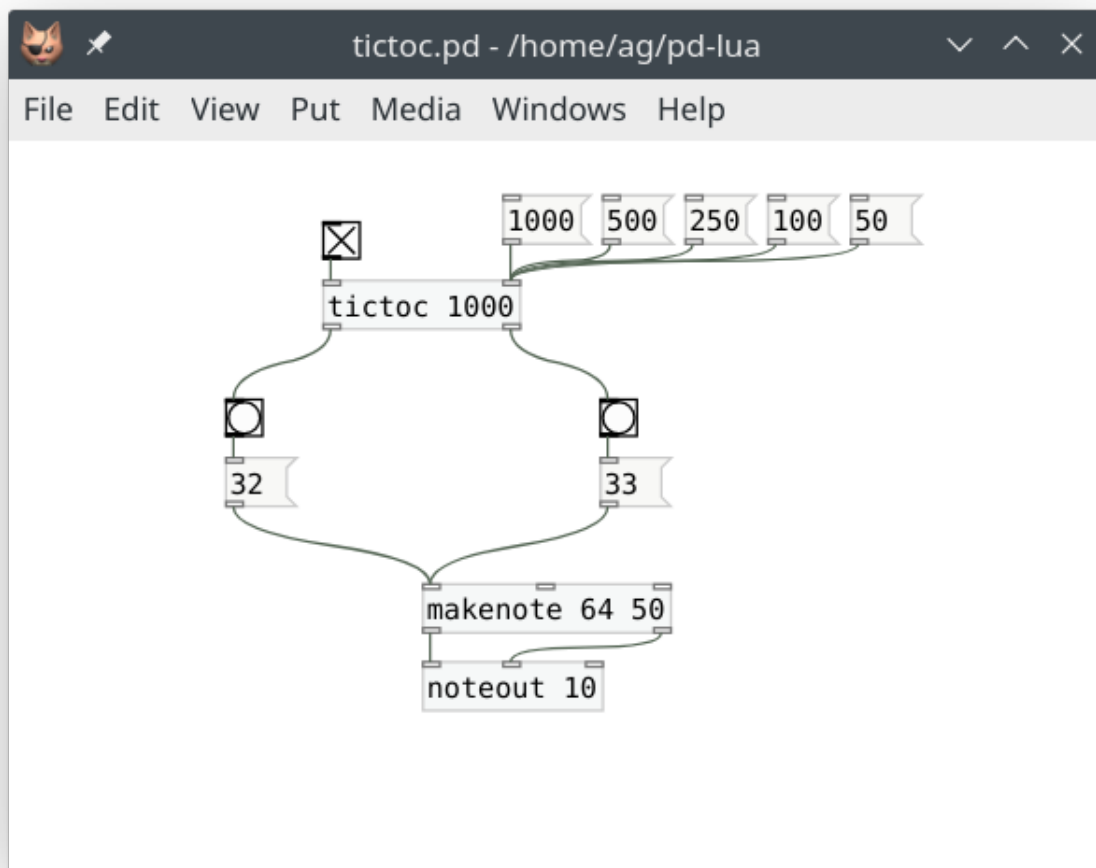 tictoc.pd - /home/ag/pd-lua
File Edit View Put Media Windows Help
1000 500 250 100 50
tictoc 1000
32 33
makenote 64 50
noteout 10